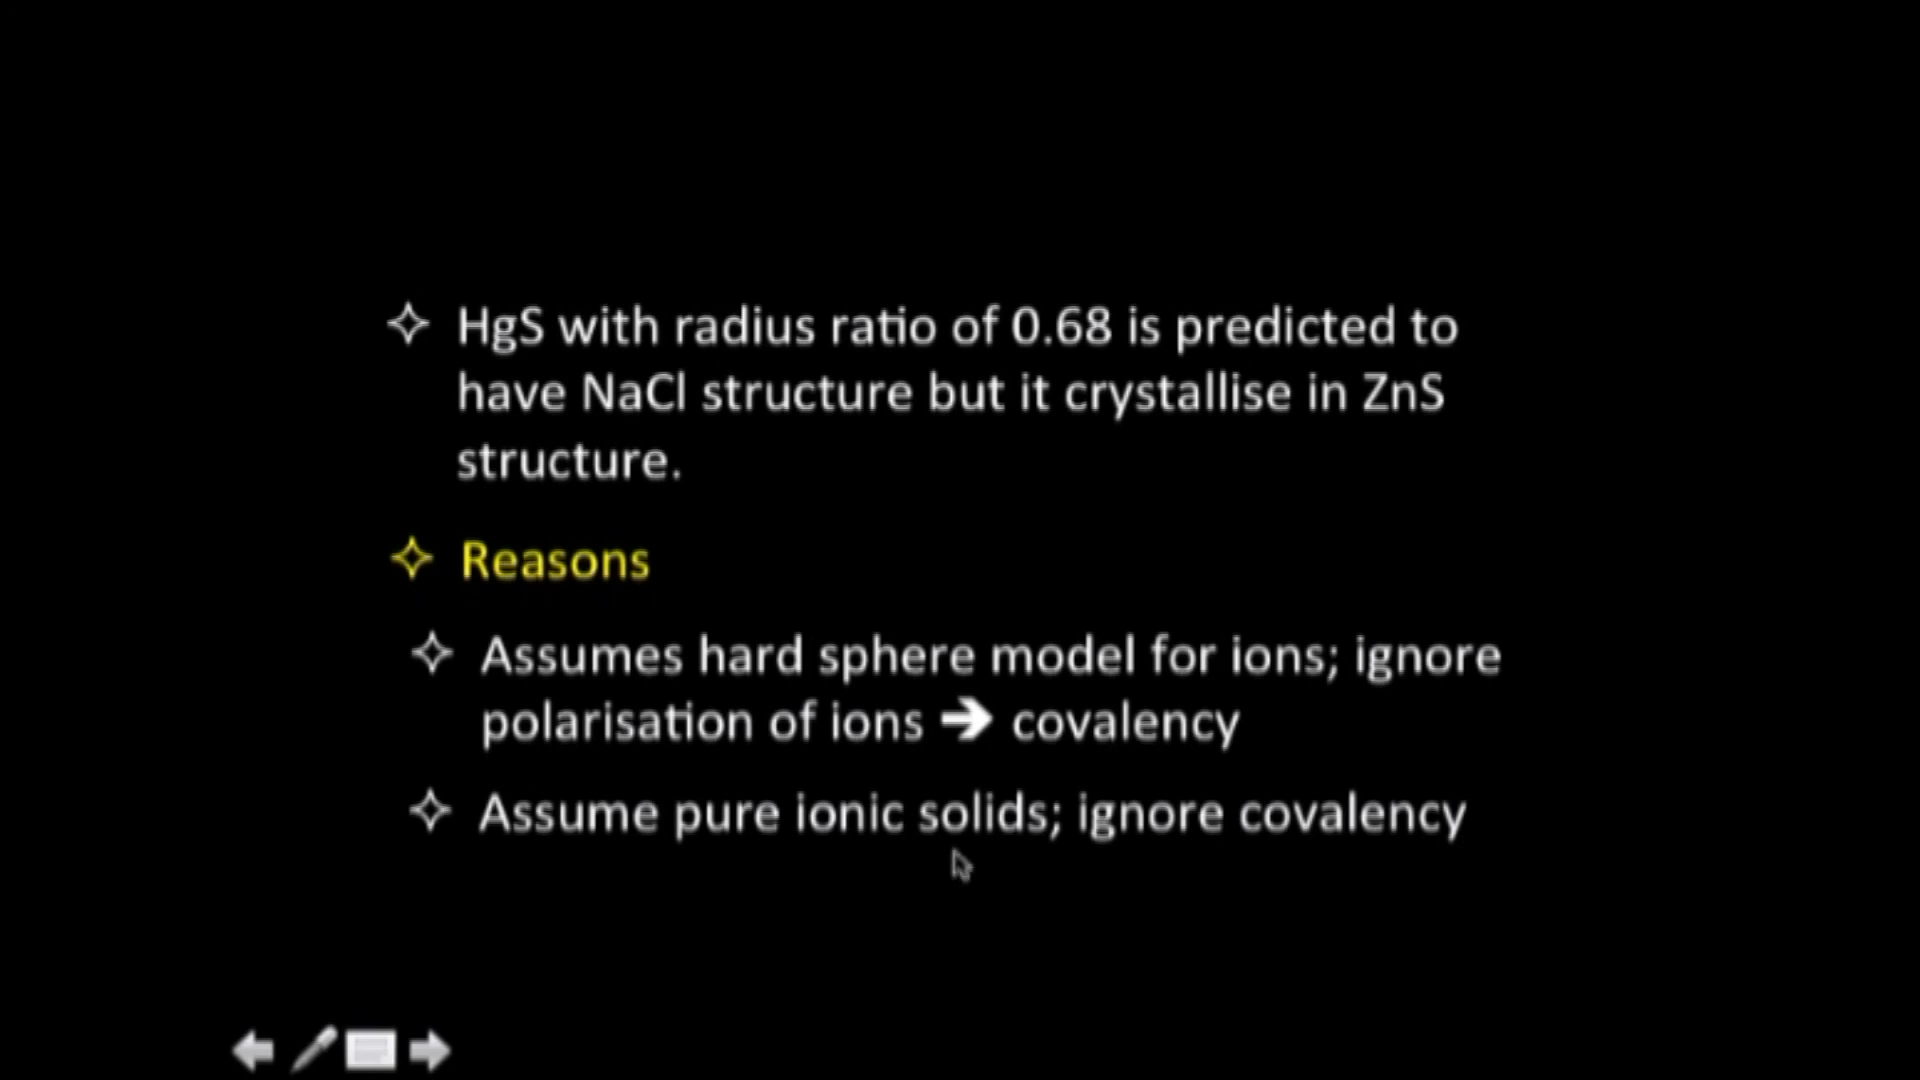 HgS with radius ratio of 0.68 is predicted to
have NaCl structure but it crystallise in ZnS
structure.
Reasons
Assumes hard sphere model for ions; ignore
polarisation of ions ➔ covalency
Assume pure ionic solids; ignore covalency